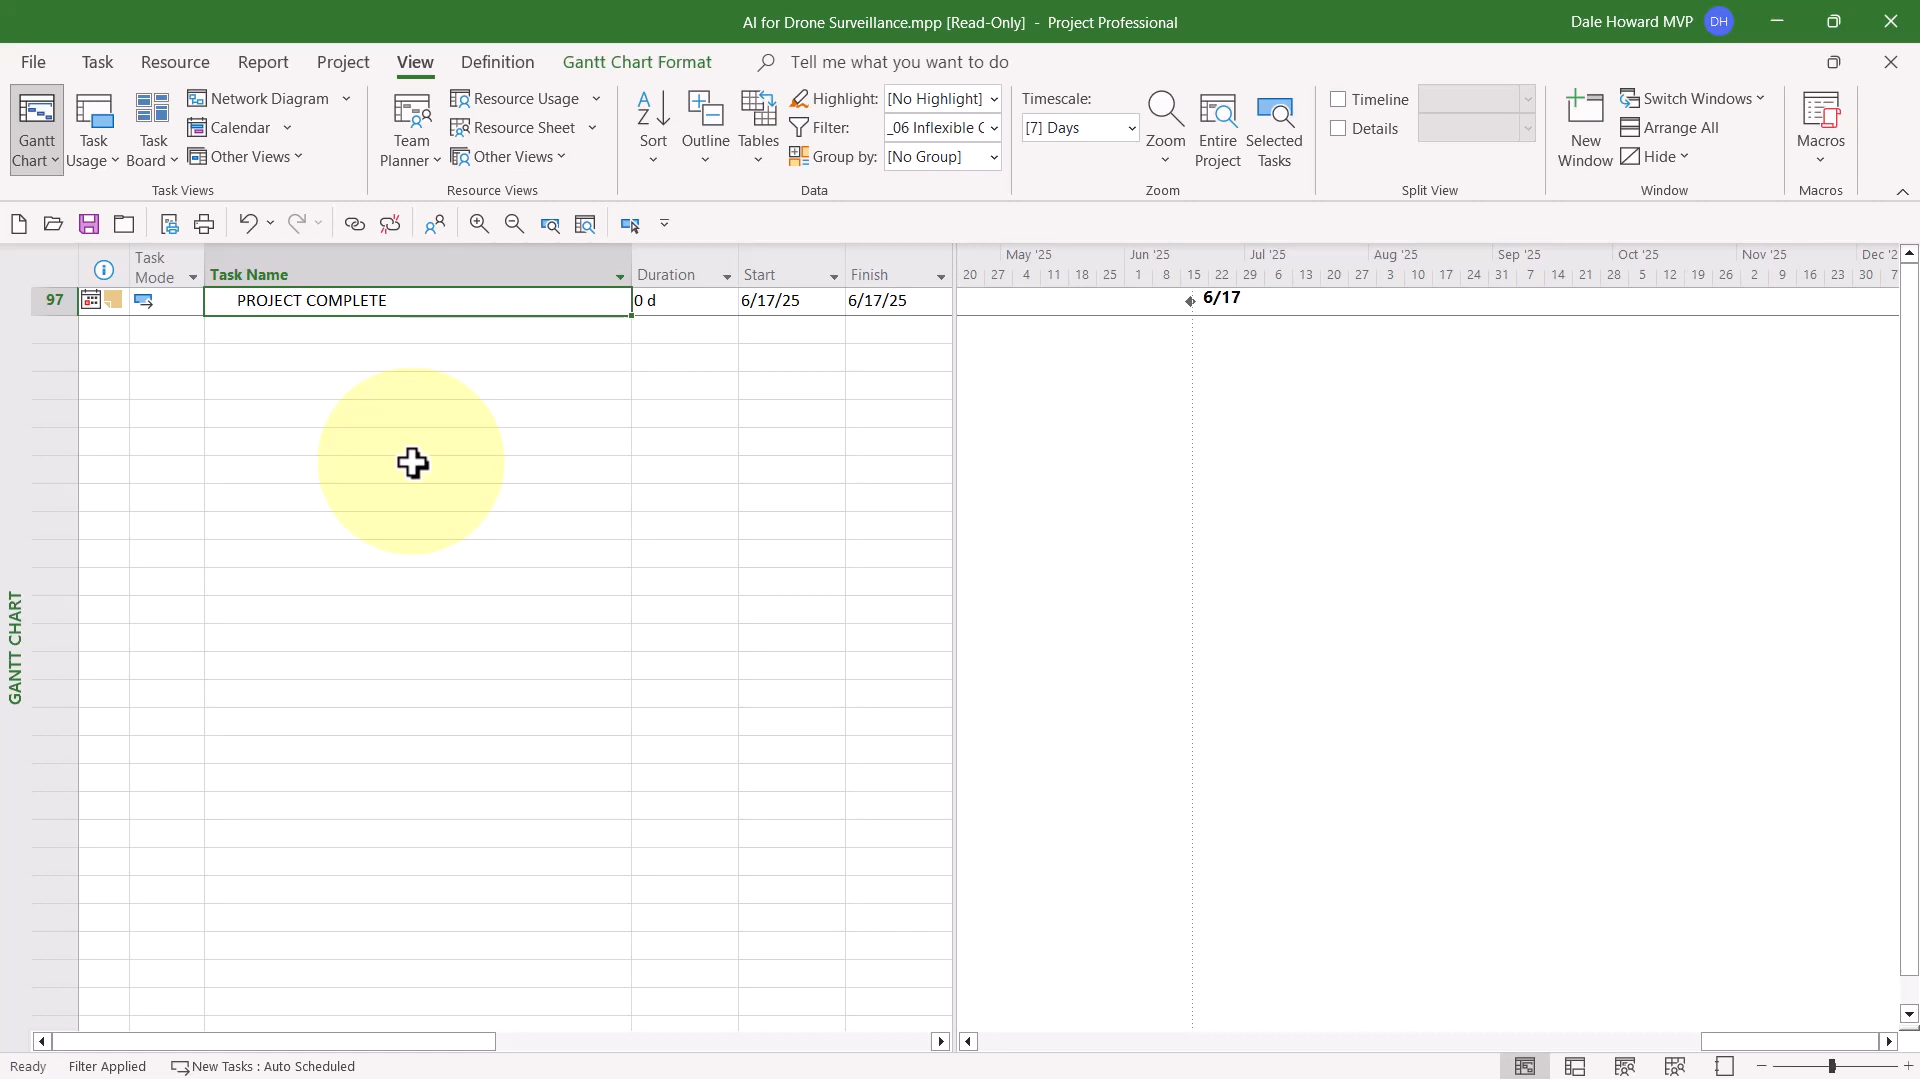 AI for Drone Surveillance.mpp [Read-Only] - Project Professional
Dale Howard MVP DH
File Task Resource Report Project View Definition Gantt Chart Format Tell me what you want to do
Gantt Chart
Task Usage
Task Board
Network Diagram
Calendar
Other Views
Task Views
Team Planner
Resource Usage
Resource Sheet
Other Views
Resource Views
Sort
Outline
Tables
Highlight: [No Highlight]
Filter: _06 Inflexible C
Group by: [No Group]
Data
Timescale:
[7] Days
Zoom
Entire Project
Selected Tasks
Zoom
Timeline
Details
Split View
New Window
Switch Windows
Arrange All
Hide
Window
Macros
Macros
Task Mode
Task Name
Duration
Start
Finish
May '25 Jun '25 Jul '25 Aug '25 Sep '25 Oct '25 Nov '25 Dec '2
20 27 4 11 18 25 1 8 15 22 29 6 13 20 27 3 10 17 24 31 7 14 21 28 5 12 19 26 2 9 16 23 30 7
97 PROJECT COMPLETE 0 d 6/17/25 6/17/25 6/17
GANTT CHART
Ready Filter Applied New Tasks : Auto Scheduled